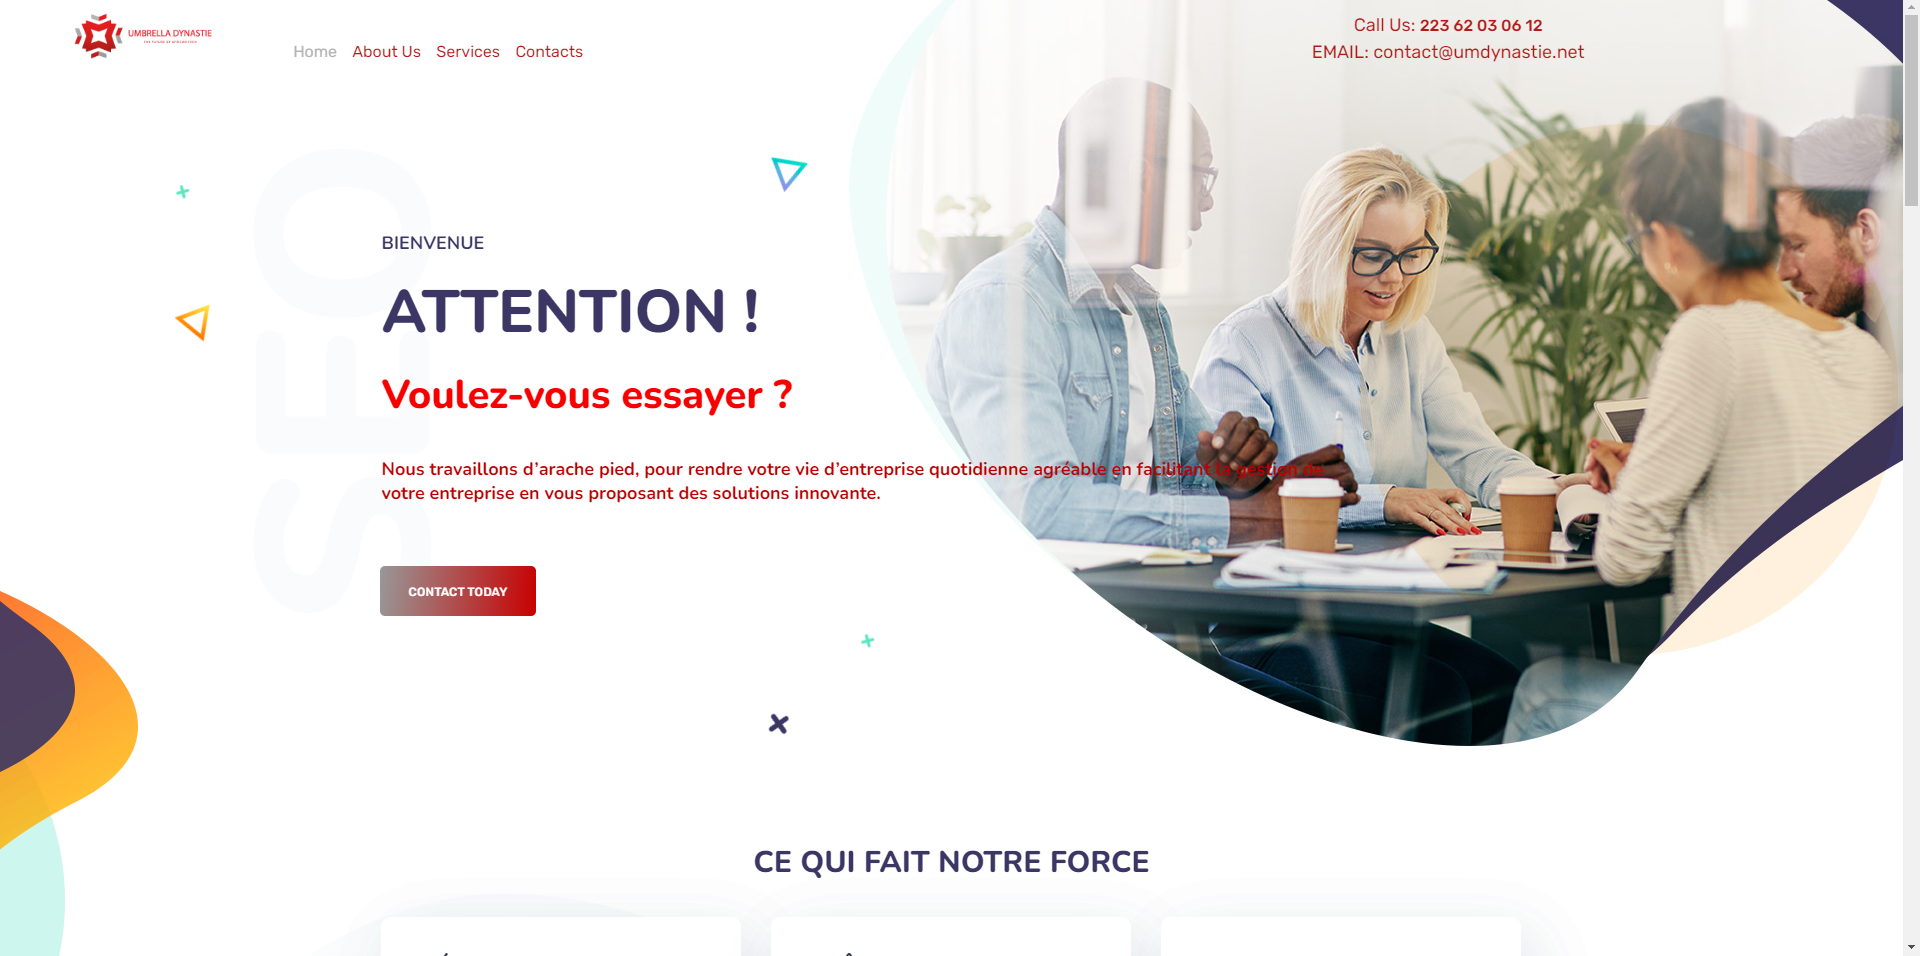 UMBRELLA DYNASTIE
Home
About Us
Services
Contacts
Call Us: 223 62 03 06 12
EMAIL: contact@umdynastie.net
SEO
BIENVENUE
ATTENTION !
Voulez-vous essayer ?
Nous travaillons d’arache pied, pour rendre votre vie d’entreprise quotidienne agréable en facilitant la gestion de
votre entreprise en vous proposant des solutions innovante.
CONTACT TODAY
CE QUI FAIT NOTRE FORCE